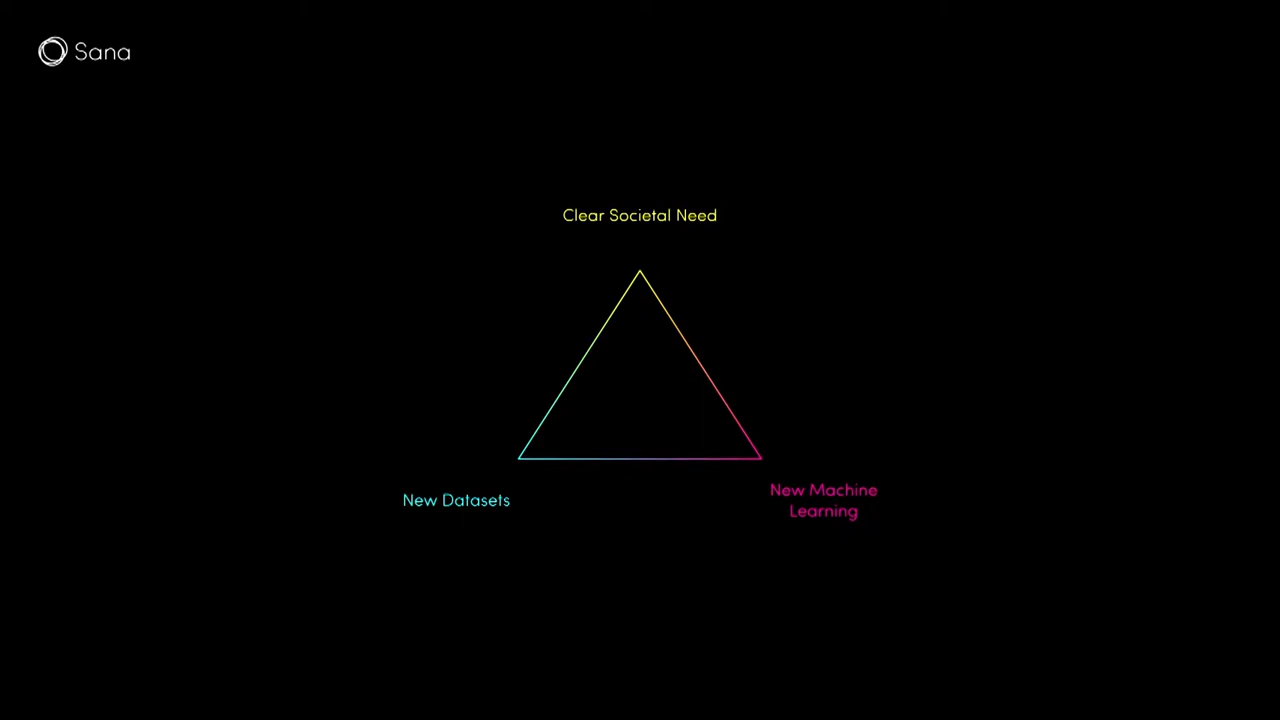 Sana
Clear Societal Need
New Datasets
New Machine
Learning